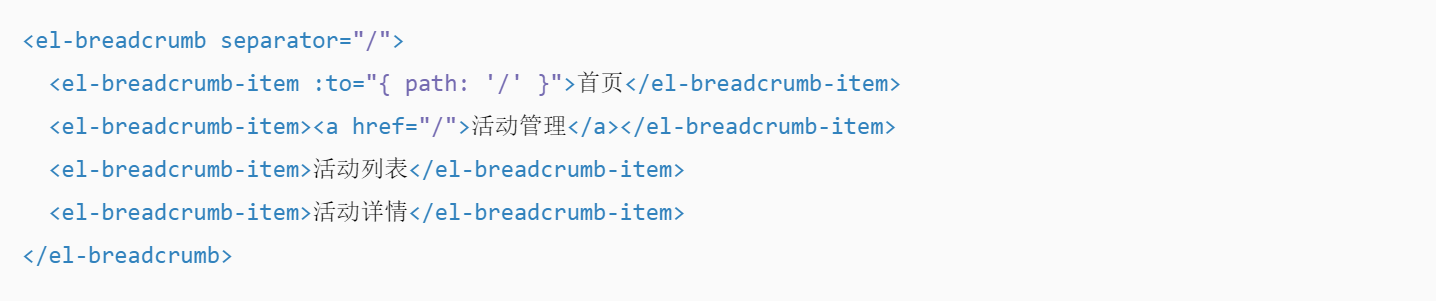 <el-breadcrumb separator="/">
  <el-breadcrumb-item :to="{ path: '/' }">首页</el-breadcrumb-item>
  <el-breadcrumb-item><a href="/">活动管理</a></el-breadcrumb-item>
  <el-breadcrumb-item>活动列表</el-breadcrumb-item>
  <el-breadcrumb-item>活动详情</el-breadcrumb-item>
</el-breadcrumb>